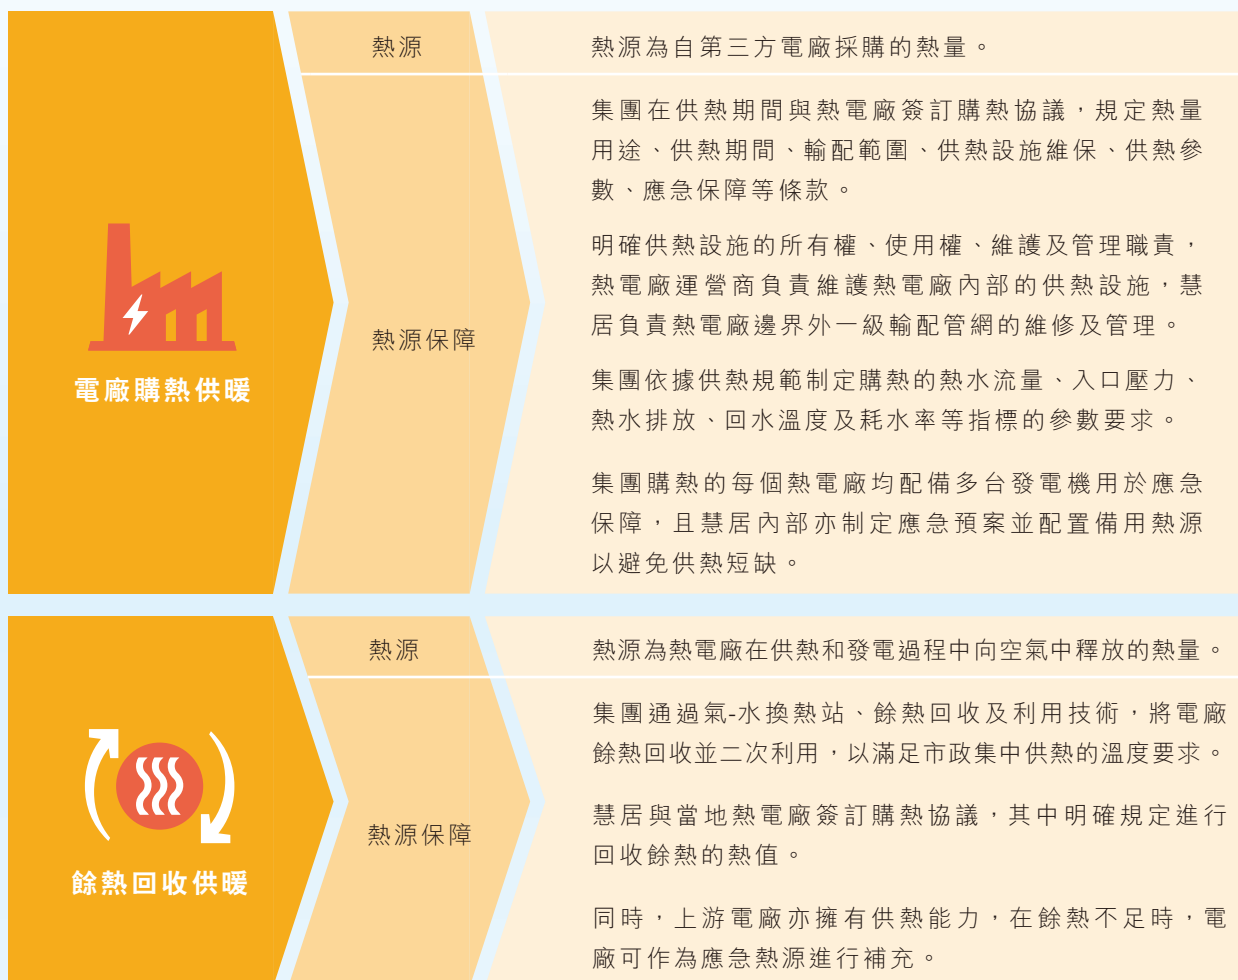 電廠購熱供暖
熱源
熱源為自第三方電廠採購的熱量。
熱源保障
集團在供熱期間與熱電廠簽訂購熱協議，規定熱量
用途、供熱期間、輸配範圍、供熱設施維保、供熱參
數、應急保障等條款。
明確供熱設施的所有權、使用權、維護及管理職責，
熱電廠運營商負責維護熱電廠內部的供熱設施，慧
居負責熱電廠邊界外一級輸配管網的維修及管理。
集團依據供熱規範制定購熱的熱水流量、入口壓力、
熱水排放、回水溫度及耗水率等指標的參數要求。
集團購熱的每個熱電廠均配備多台發電機用於應急
保障，且慧居內部亦制定應急預案並配置備用熱源
以避免供熱短缺。
餘熱回收供暖
熱源
熱源為熱電廠在供熱和發電過程中向空氣中釋放的熱量。
熱源保障
集團通過氣-水換熱站、餘熱回收及利用技術，將電廠
餘熱回收並二次利用，以滿足市政集中供熱的溫度要求。
慧居與當地熱電廠簽訂購熱協議，其中明確規定進行
回收餘熱的熱值。
同時，上游電廠亦擁有供熱能力，在餘熱不足時，電
廠可作為應急熱源進行補充。